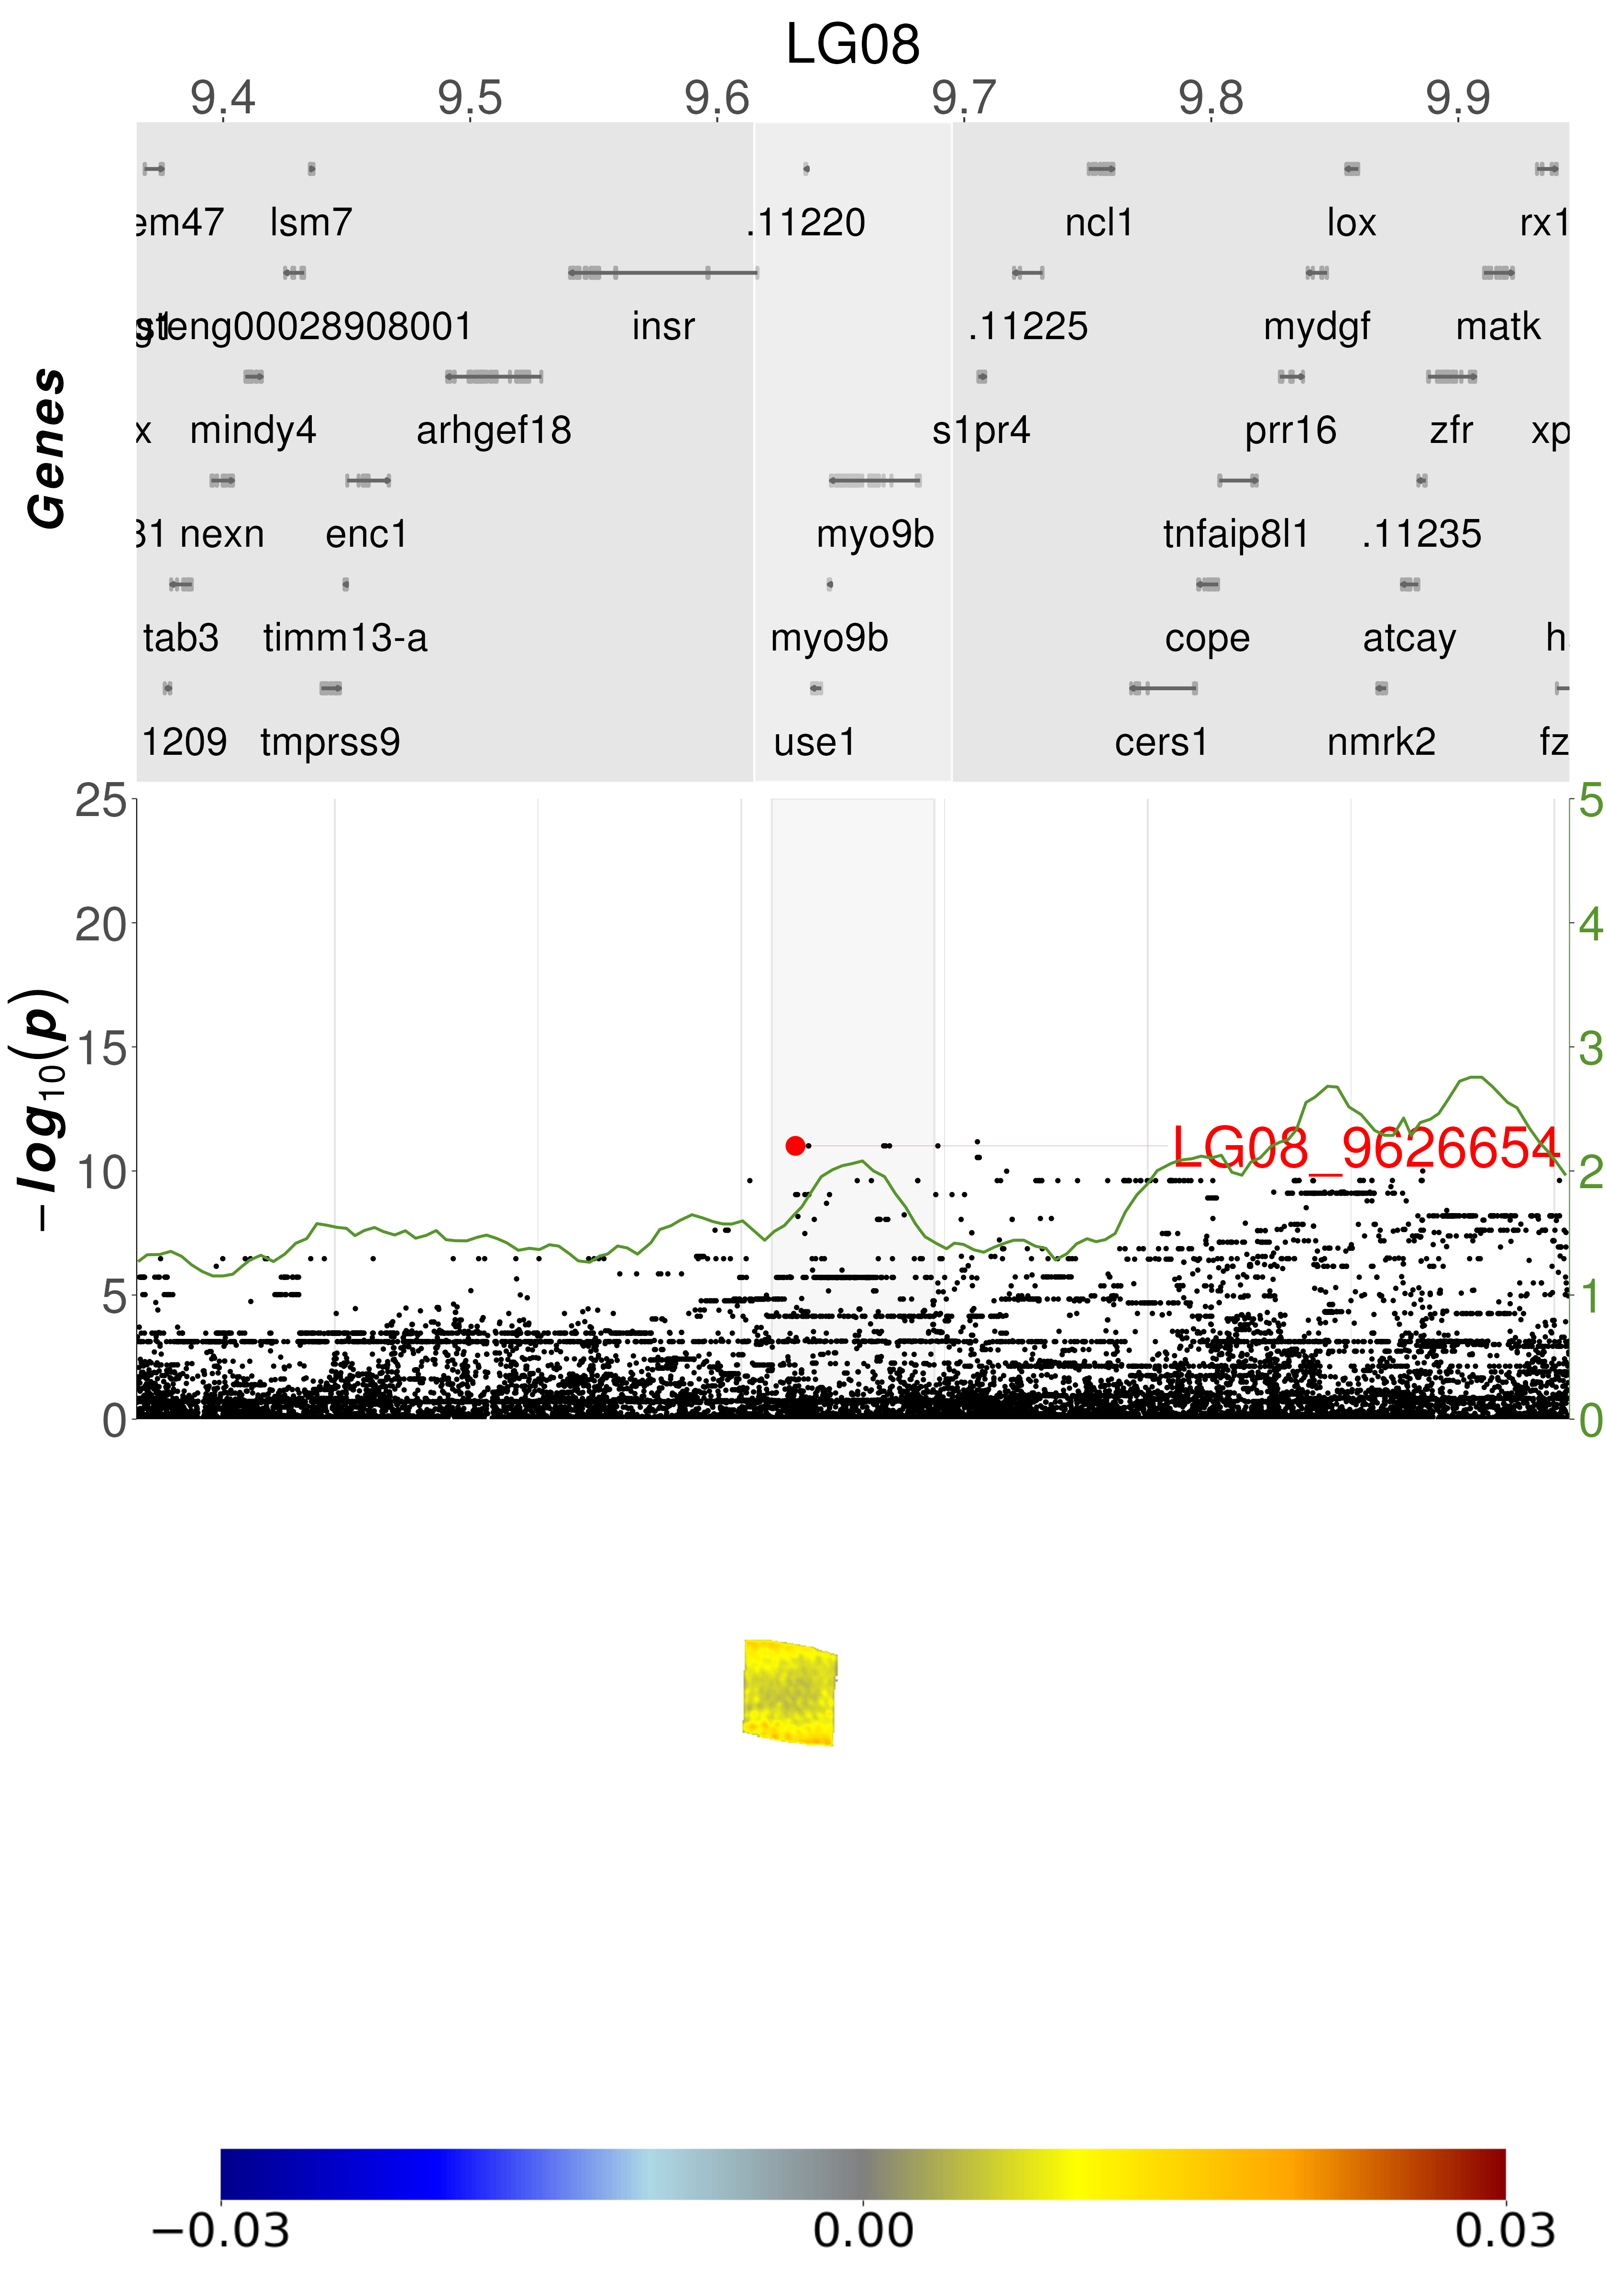 LG08
9.4 9.5 9.6 9.7 9.8 9.9
Genes
em47 lsm7 .11220 ncl1 lox rx1
steng00028908001 insr .11225 mydgf matk
x mindy4 arhgef18 s1pr4 prr16 zfr xp
31 nexn enc1 myo9b tnfaip8l1 .11235
tab3 timm13-a myo9b cope atcay h
1209 tmprss9 use1 cers1 nmrk2 fz
−log10(p)
25 5
20 4
15 3
LG08_9626654
10 2
5 1
0 0
−0.03 0.00 0.03